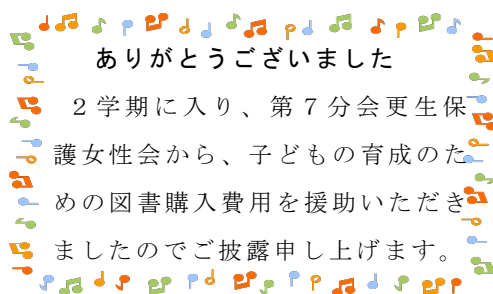 ありがとうございました
２学期に入り、第７分会更生保
護女性会から、子どもの育成のた
めの図書購入費用を援助いただき
ましたのでご披露申し上げます。